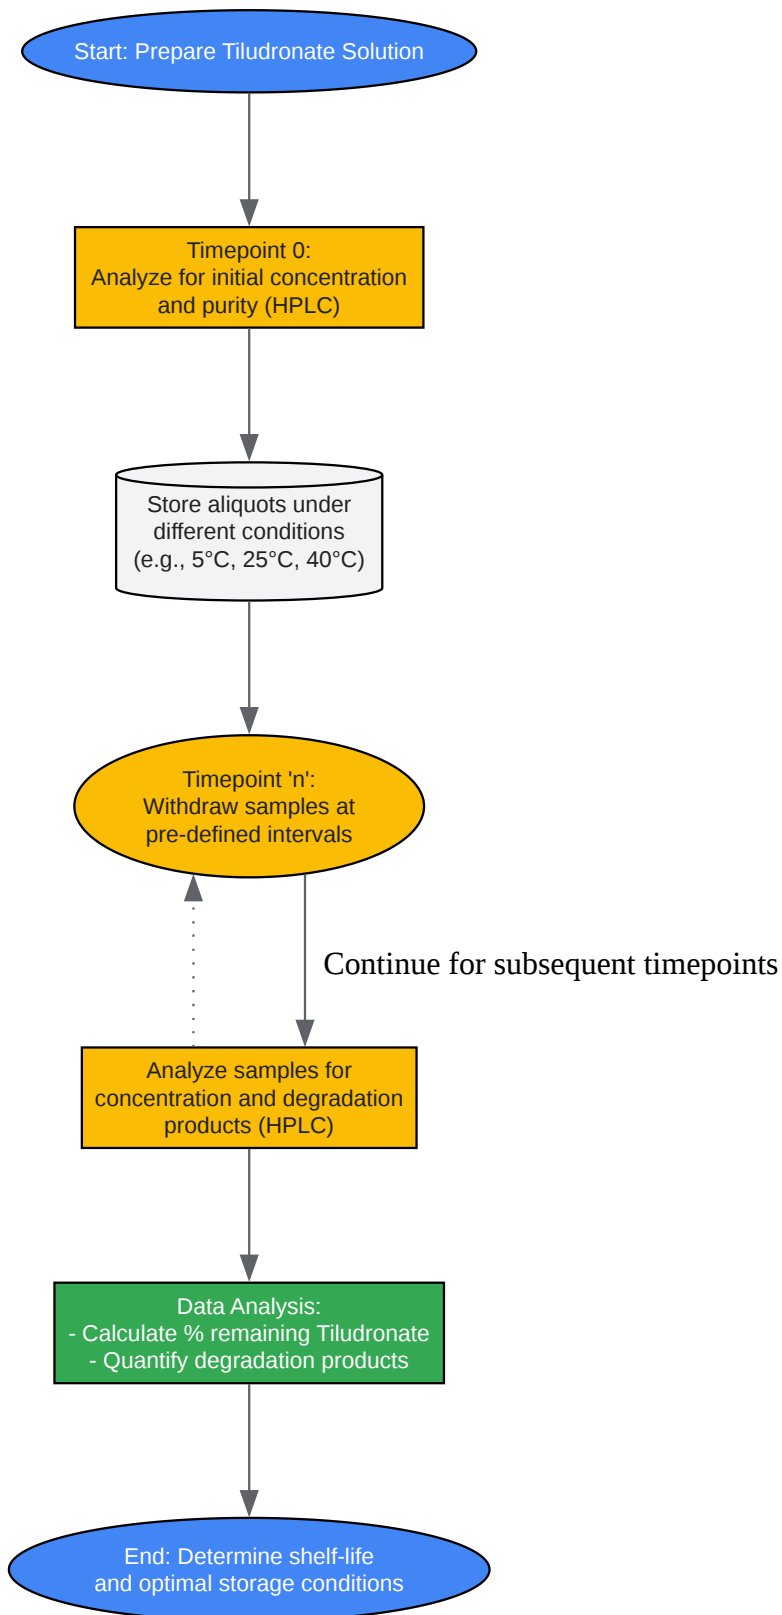 Start: Prepare Tiludronate Solution
Timepoint 0:
Analyze for initial concentration
and purity (HPLC)
Store aliquots under
different conditions
(e.g., 5°C, 25°C, 40°C)
Timepoint 'n':
Withdraw samples at
pre-defined intervals
Continue for subsequent timepoints
Analyze samples for
concentration and degradation
products (HPLC)
Data Analysis:
- Calculate % remaining Tiludronate
- Quantify degradation products
End: Determine shelf-life
and optimal storage conditions